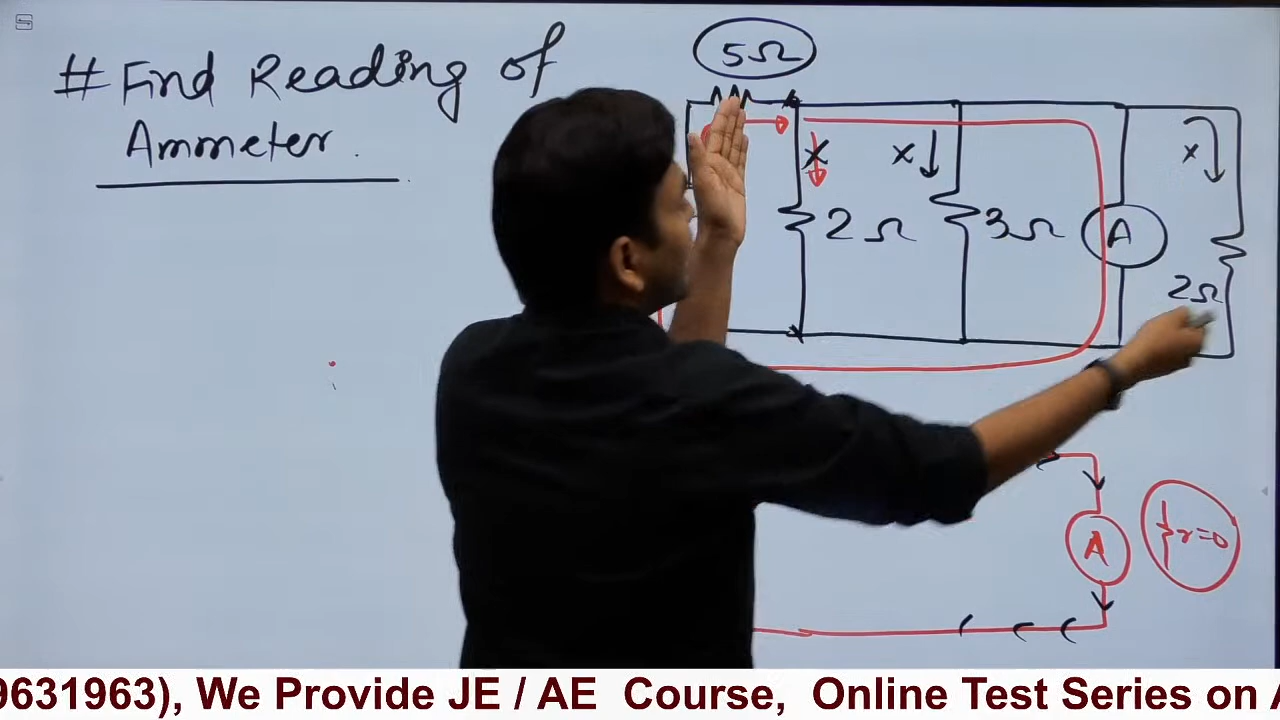 # Find Reading of
Ammeter.
5Ω
x
x
x
2Ω
3Ω
A
2Ω
A
r=0
9631963), We Provide JE / AE Course, Online Test Series on A